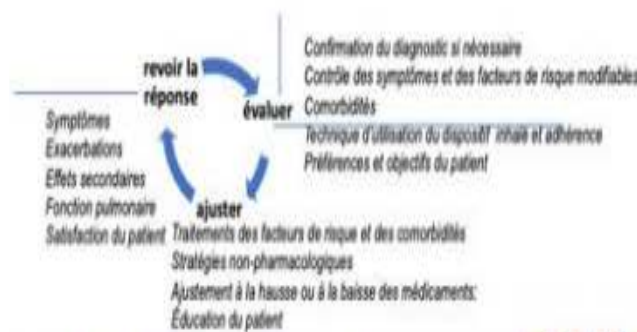 revoir la
réponse
Symptômes
Exacerbations
Effets secondaires
Fonction pulmonaire
Satisfaction du patient
évaluer
Confirmation du diagnostic si nécessaire
Contrôle des symptômes et des facteurs de risque modifiables
Comorbidités
Technique d'utilisation du dispositif inhale et adhérence
Préférences et objectifs du patient
ajuster
Traitements des facteurs de risque et des comorbidités
Stratégies non-pharmacologiques
Ajustement à la hausse ou à la baisse des médicaments;
Éducation du patient